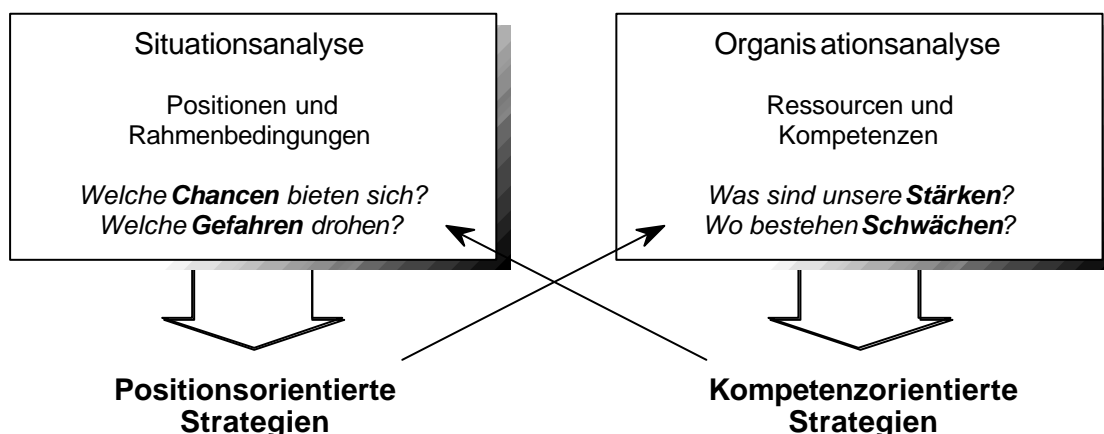 Situationsanalyse
Positionen und
Rahmenbedingungen
Welche Chancen bieten sich?
Welche Gefahren drohen?
Organis ationsanalyse
Ressourcen und
Kompetenzen
Was sind unsere Stärken?
Wo bestehen Schwächen?
Positionsorientierte
Strategien
Kompetenzorientierte
Strategien